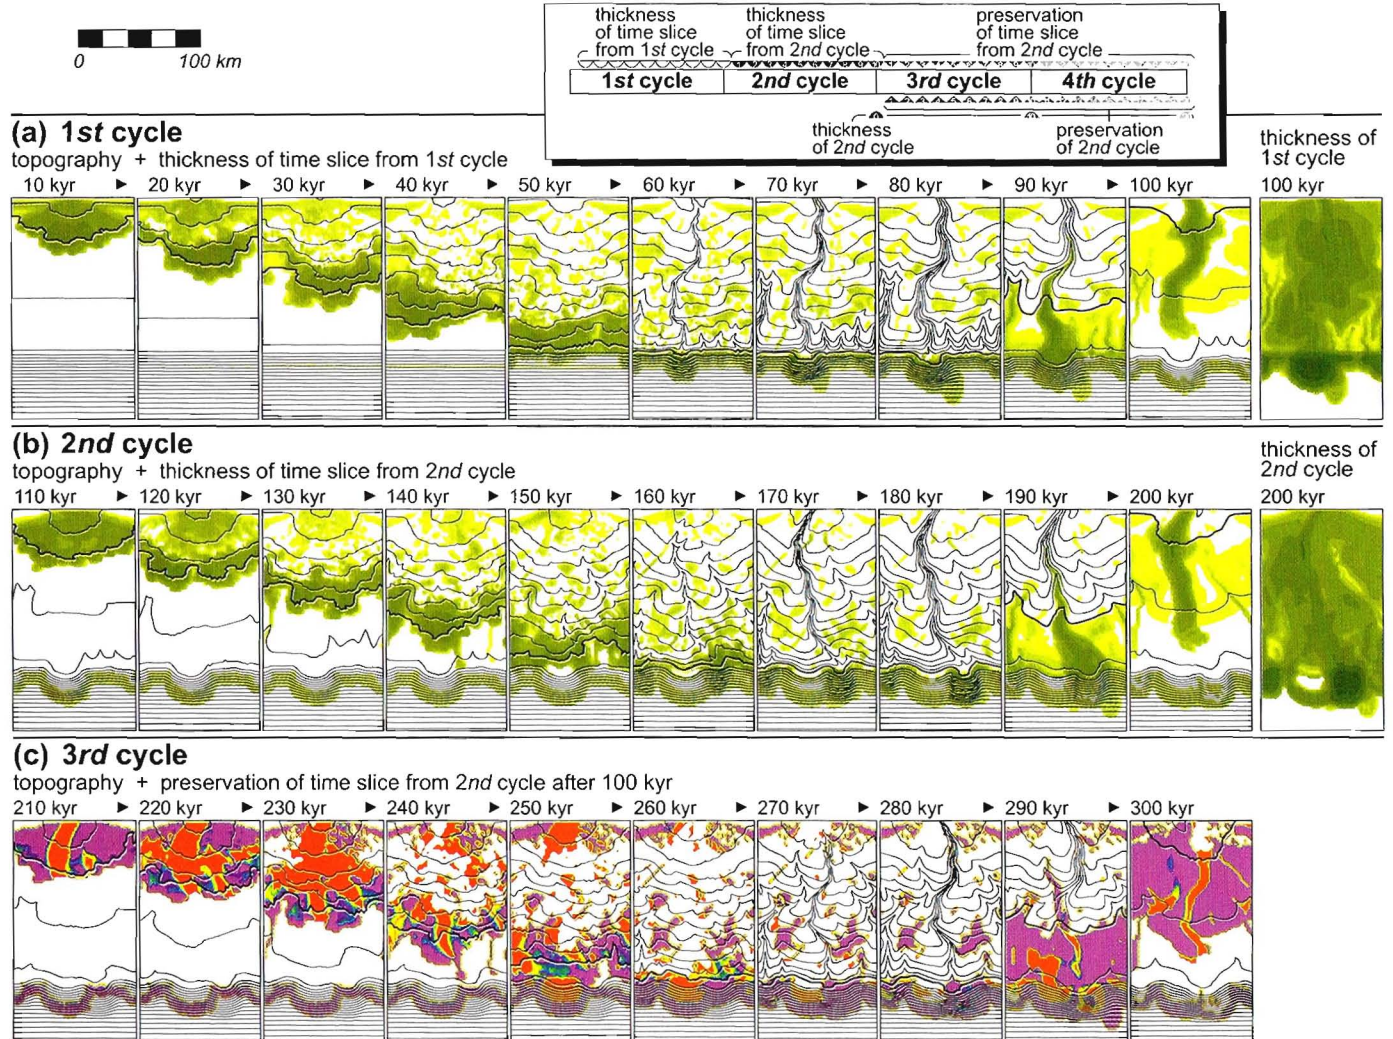 0 100 km
thickness of time slice from 1st cycle
thickness of time slice from 2nd cycle
preservation of time slice from 2nd cycle
1st cycle 2nd cycle 3rd cycle 4th cycle
thickness of 2nd cycle
preservation of 2nd cycle
(a) 1st cycle
topography + thickness of time slice from 1st cycle
thickness of 1st cycle
10 kyr ► 20 kyr ► 30 kyr ► 40 kyr ► 50 kyr ► 60 kyr ► 70 kyr ► 80 kyr ► 90 kyr ► 100 kyr 100 kyr
(b) 2nd cycle
topography + thickness of time slice from 2nd cycle
thickness of 2nd cycle
110 kyr ► 120 kyr ► 130 kyr ► 140 kyr ► 150 kyr ► 160 kyr ► 170 kyr ► 180 kyr ► 190 kyr ► 200 kyr 200 kyr
(c) 3rd cycle
topography + preservation of time slice from 2nd cycle after 100 kyr
210 kyr ► 220 kyr ► 230 kyr ► 240 kyr ► 250 kyr ► 260 kyr ► 270 kyr ► 280 kyr ► 290 kyr ► 300 kyr